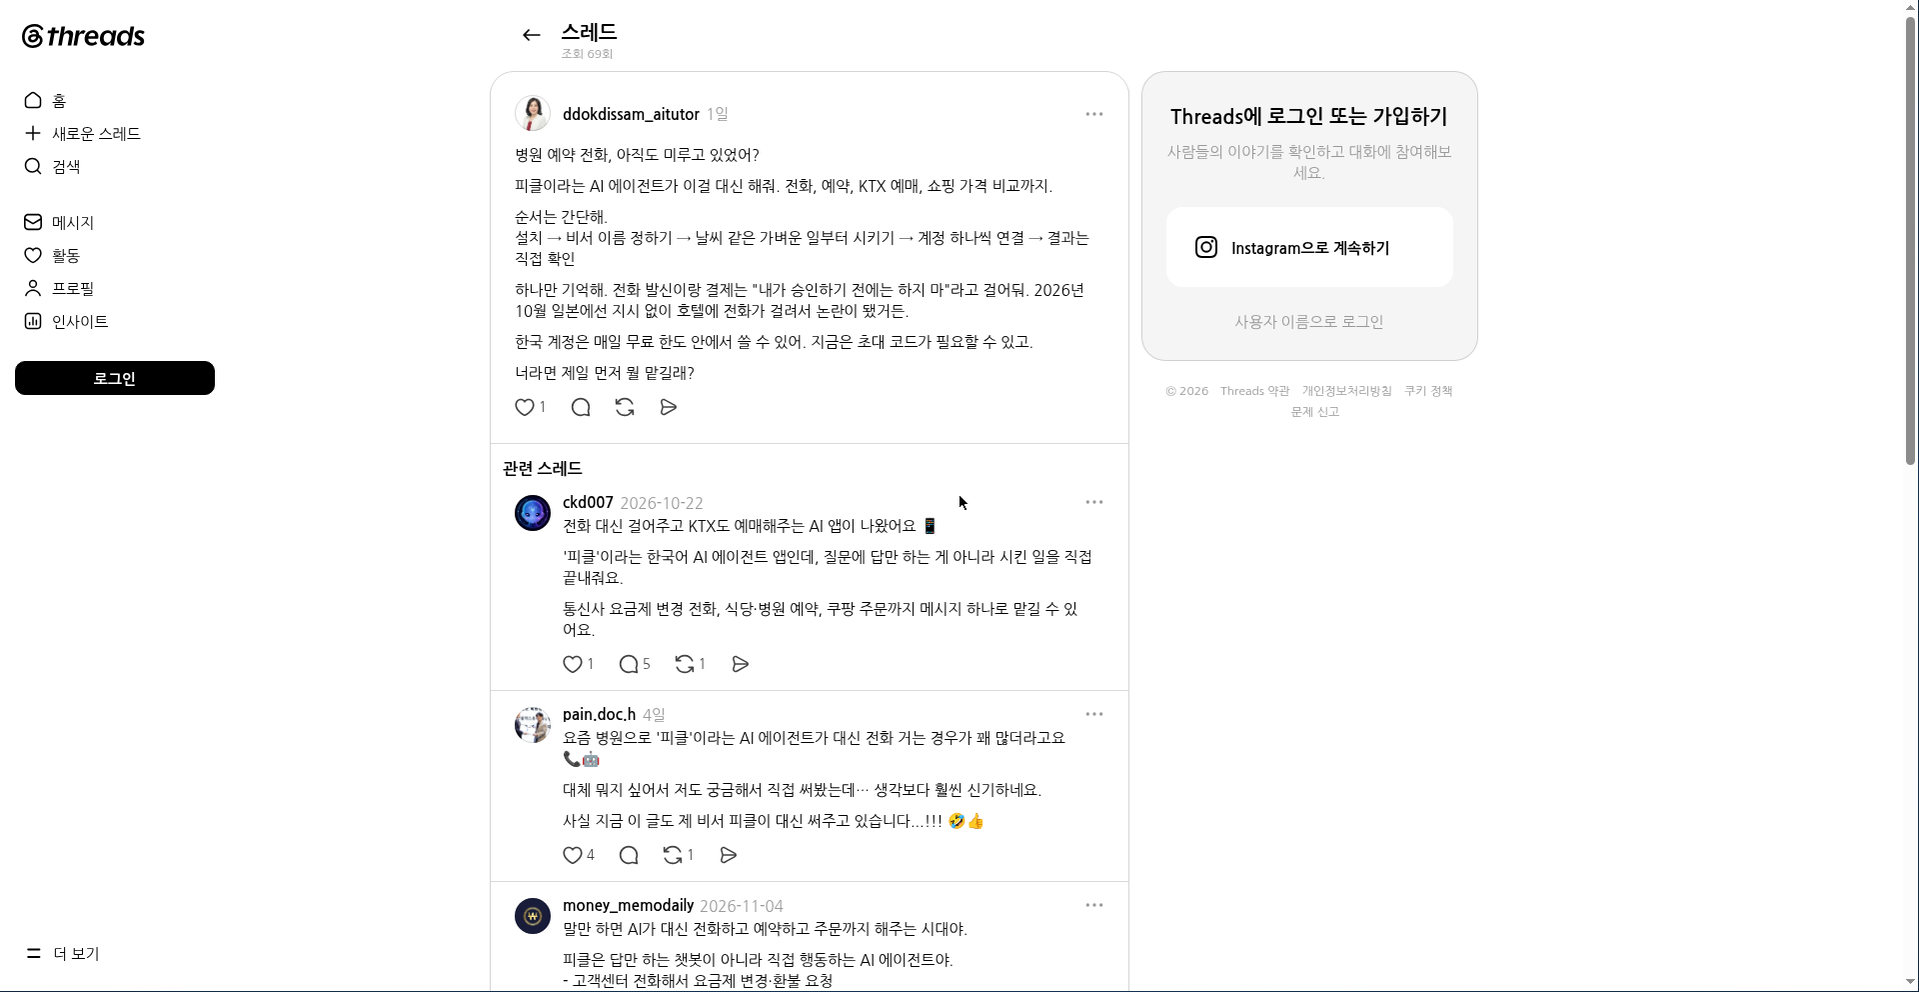 threads
홈
새로운 스레드
검색
메시지
활동
프로필
인사이트
로그인
더 보기
스레드
조회 69회
ddokdissam_aitutor 1일
병원 예약 전화, 아직도 미루고 있었어?
피클이라는 AI 에이전트가 이걸 대신 해줘. 전화, 예약, KTX 예매, 쇼핑 가격 비교까지.
순서는 간단해.
설치 → 비서 이름 정하기 → 날씨 같은 가벼운 일부터 시키기 → 계정 하나씩 연결 → 결과는
직접 확인
하나만 기억해. 전화 발신이랑 결제는 "내가 승인하기 전에는 하지 마"라고 걸어둬. 2026년
10월 일본에선 지시 없이 호텔에 전화가 걸려서 논란이 됐거든.
한국 계정은 매일 무료 한도 안에서 쓸 수 있어. 지금은 초대 코드가 필요할 수 있고.
너라면 제일 먼저 뭘 맡길래?
1
관련 스레드
ckd007 2026-10-22
전화 대신 걸어주고 KTX도 예매해주는 AI 앱이 나왔어요 📱
'피클'이라는 한국어 AI 에이전트 앱인데, 질문에 답만 하는 게 아니라 시킨 일을 직접
끝내줘요.
통신사 요금제 변경 전화, 식당·병원 예약, 쿠팡 주문까지 메시지 하나로 맡길 수 있
어요.
1 5 1
pain.doc.h 4일
요즘 병원으로 '피클'이라는 AI 에이전트가 대신 전화 거는 경우가 꽤 많더라고요
📞🤖
대체 뭐지 싶어서 저도 궁금해서 직접 써봤는데… 생각보다 훨씬 신기하네요.
사실 지금 이 글도 제 비서 피클이 대신 써주고 있습니다...!!! 🤣👍
4 1
money_memodaily 2026-11-04
말만 하면 AI가 대신 전화하고 예약하고 주문까지 해주는 시대야.
피클은 답만 하는 챗봇이 아니라 직접 행동하는 AI 에이전트야.
- 고객센터 전화해서 요금제 변경·환불 요청
Threads에 로그인 또는 가입하기
사람들의 이야기를 확인하고 대화에 참여해보
세요.
Instagram으로 계속하기
사용자 이름으로 로그인
© 2026 Threads 약관 개인정보처리방침 쿠키 정책
문제 신고